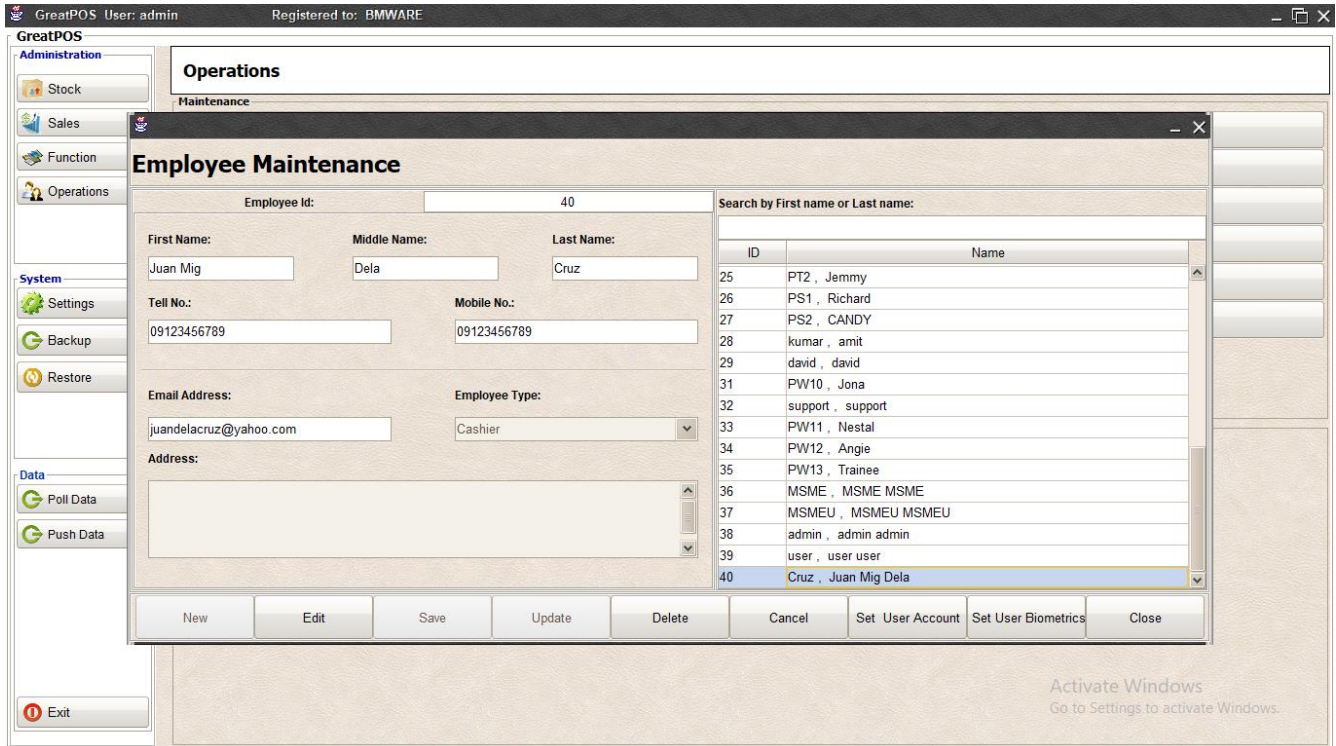 GreatPOS User: admin Registered to: BMWARE
GreatPOS
Administration
Stock
Sales
Function
Operations
System
Settings
Backup
Restore
Data
Poll Data
Push Data
Exit
Operations
Maintenance
Employee Maintenance
Employee Id: 40
First Name: Middle Name: Last Name:
Juan Mig Dela Cruz
Tell No.: Mobile No.:
09123456789 09123456789
Email Address: Employee Type:
juandelacruz@yahoo.com Cashier
Address:
Search by First name or Last name:
ID Name
25 PT2 , Jemmy
26 PS1 , Richard
27 PS2 , CANDY
28 kumar , amit
29 david , david
31 PW10 , Jona
32 support , support
33 PW11 , Nestal
34 PW12 , Angie
35 PW13 , Trainee
36 MSME , MSME MSME
37 MSMEU , MSMEU MSMEU
38 admin , admin admin
39 user , user user
40 Cruz , Juan Mig Dela
New Edit Save Update Delete Cancel Set User Account Set User Biometrics Close
Activate Windows
Go to Settings to activate Windows.